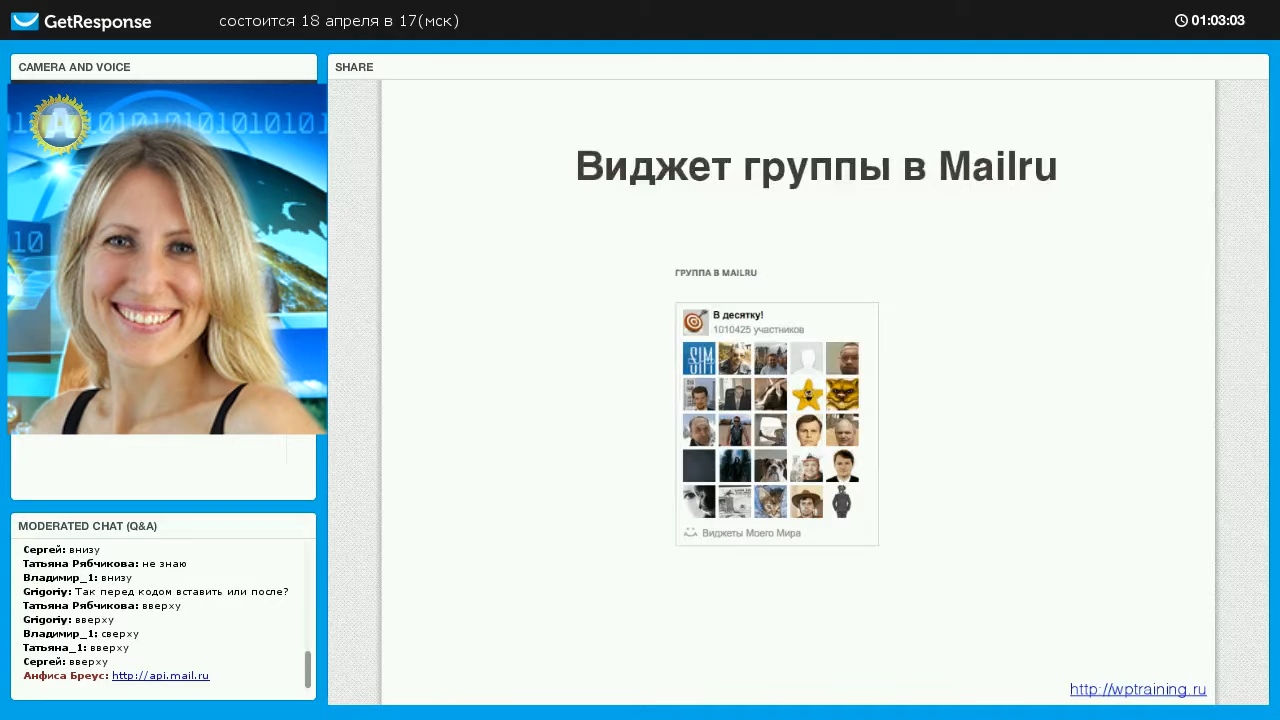 GetResponse
состоится 18 апреля в 17(мск)
01:03:03
CAMERA AND VOICE
SHARE
Виджет группы в Mailru
ГРУППА В MAILRU
В десятку!
1010425 участников
Виджеты Моего Мира
MODERATED CHAT (Q&A)
Сергей: внизу
Татьяна Рябчикова: не знаю
Владимир_1: внизу
Grigoriy: Так перед кодом вставить или после?
Татьяна Рябчикова: вверху
Grigoriy: вверху
Владимир_1: сверху
Татьяна_1: вверху
Сергей: вверху
Анфиса Бреус: http://api.mail.ru
http://wptraining.ru